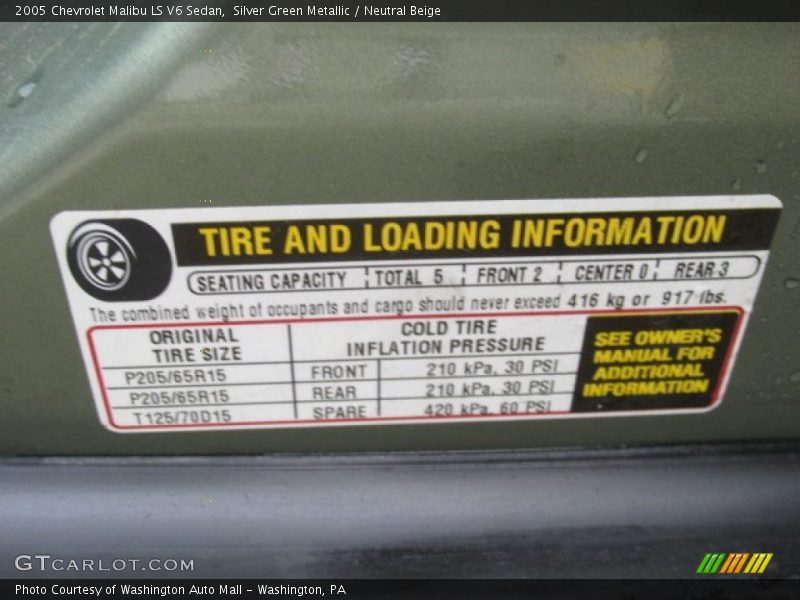 2005 Chevrolet Malibu LS V6 Sedan, Silver Green Metallic / Neutral Beige
TIRE AND LOADING INFORMATION
SEATING CAPACITY TOTAL 5 FRONT 2 CENTER 0 REAR 3
The combined weight of occupants and cargo should never exceed 416 kg or 917 lbs.
ORIGINAL
TIRE SIZE
COLD TIRE
INFLATION PRESSURE
P205/65R15 FRONT 210 kPa, 30 PSI
P205/65R15 REAR 210 kPa, 30 PSI
T125/70D15 SPARE 420 kPa, 60 PSI
SEE OWNER'S
MANUAL FOR
ADDITIONAL
INFORMATION
GTCARLOT.COM
Photo Courtesy of Washington Auto Mall - Washington, PA